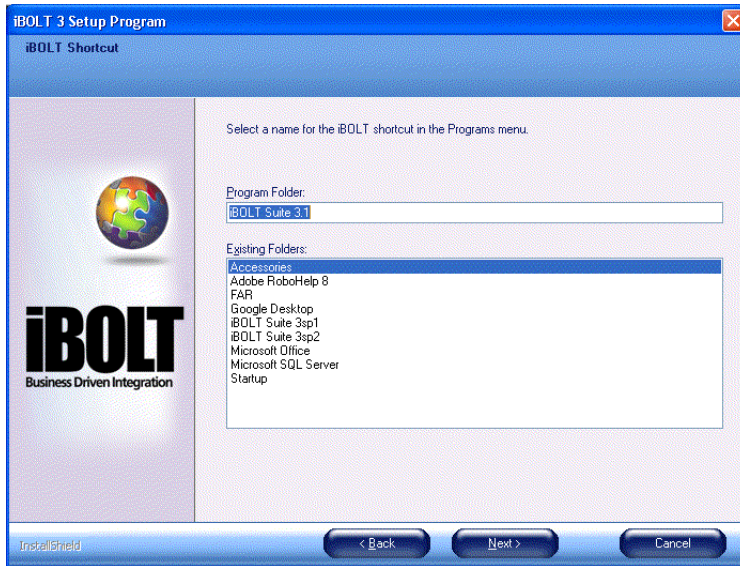 iBOLT 3 Setup Program
iBOLT Shortcut
Select a name for the iBOLT shortcut in the Programs menu.
Program Folder:
iBOLT Suite 3.1
Existing Folders:
Accessories
Adobe RoboHelp 8
FAR
Google Desktop
iBOLT Suite 3sp1
iBOLT Suite 3sp2
Microsoft Office
Microsoft SQL Server
Startup
iBOLT
Business Driven Integration
InstallShield
< Back
Next >
Cancel